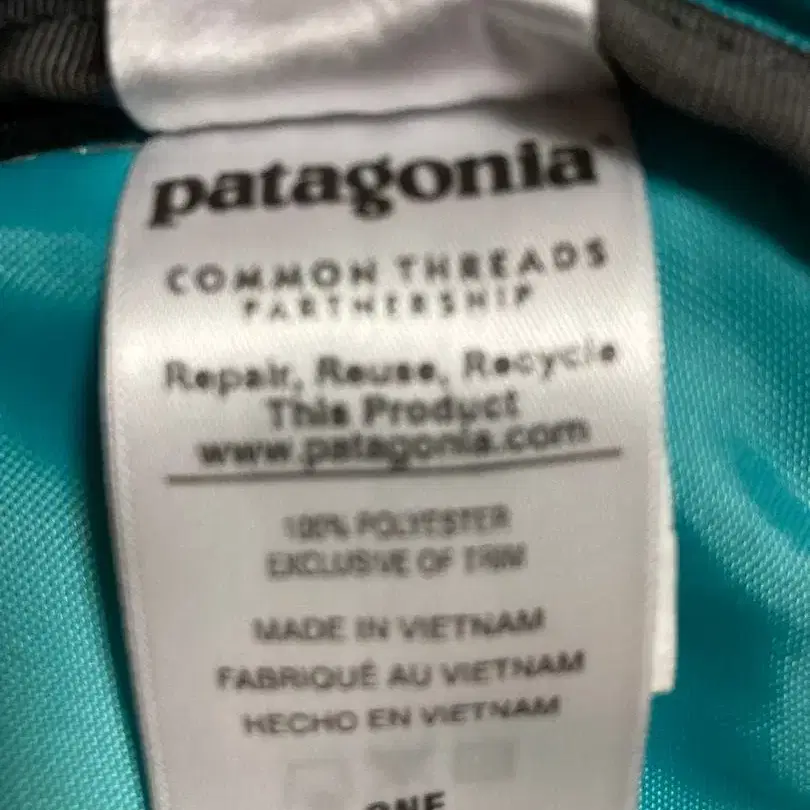 patagonia®
COMMON THREADS
PARTNERSHIP
Repair, Reuse, Recycle
This Product
www.patagonia.com
100% POLYESTER
EXCLUSIVE OF TRIM
MADE IN VIETNAM
FABRIQUÉ AU VIETNAM
HECHO EN VIETNAM
ONE